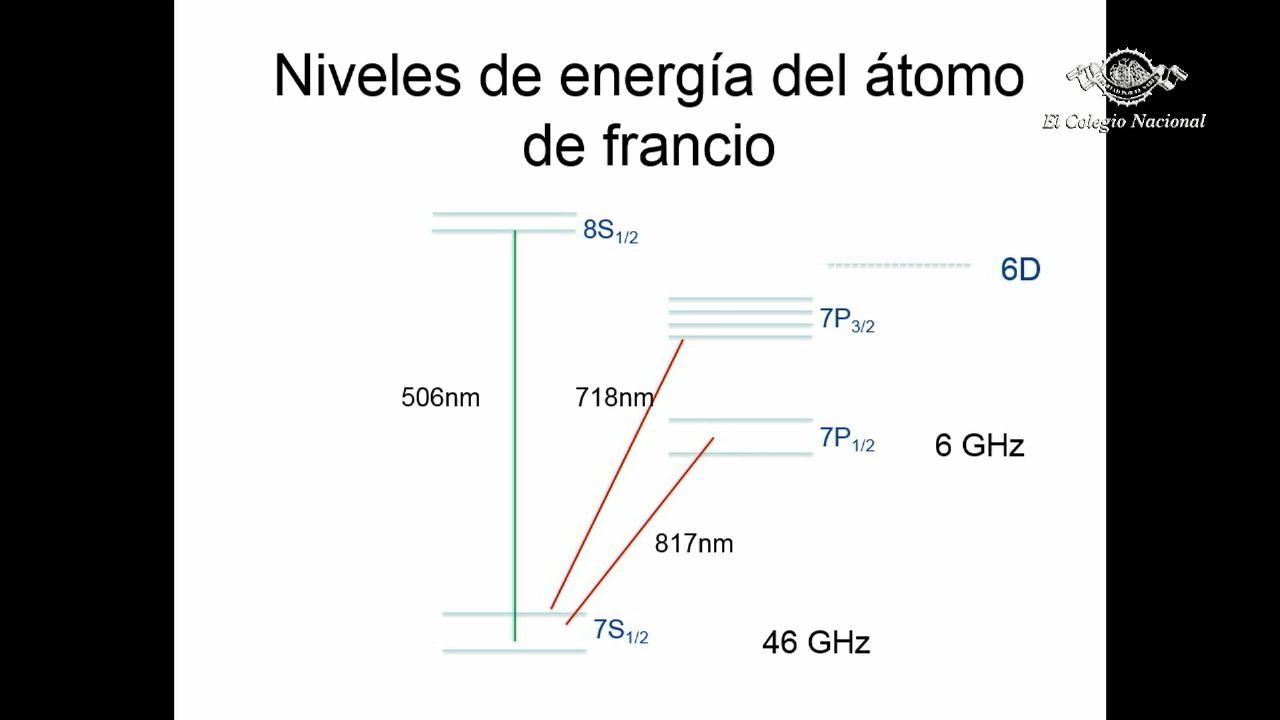 Niveles de energía del átomo
de francio
El Colegio Nacional
8S1/2
6D
7P3/2
506nm
718nm
7P1/2
6 GHz
817nm
7S1/2
46 GHz